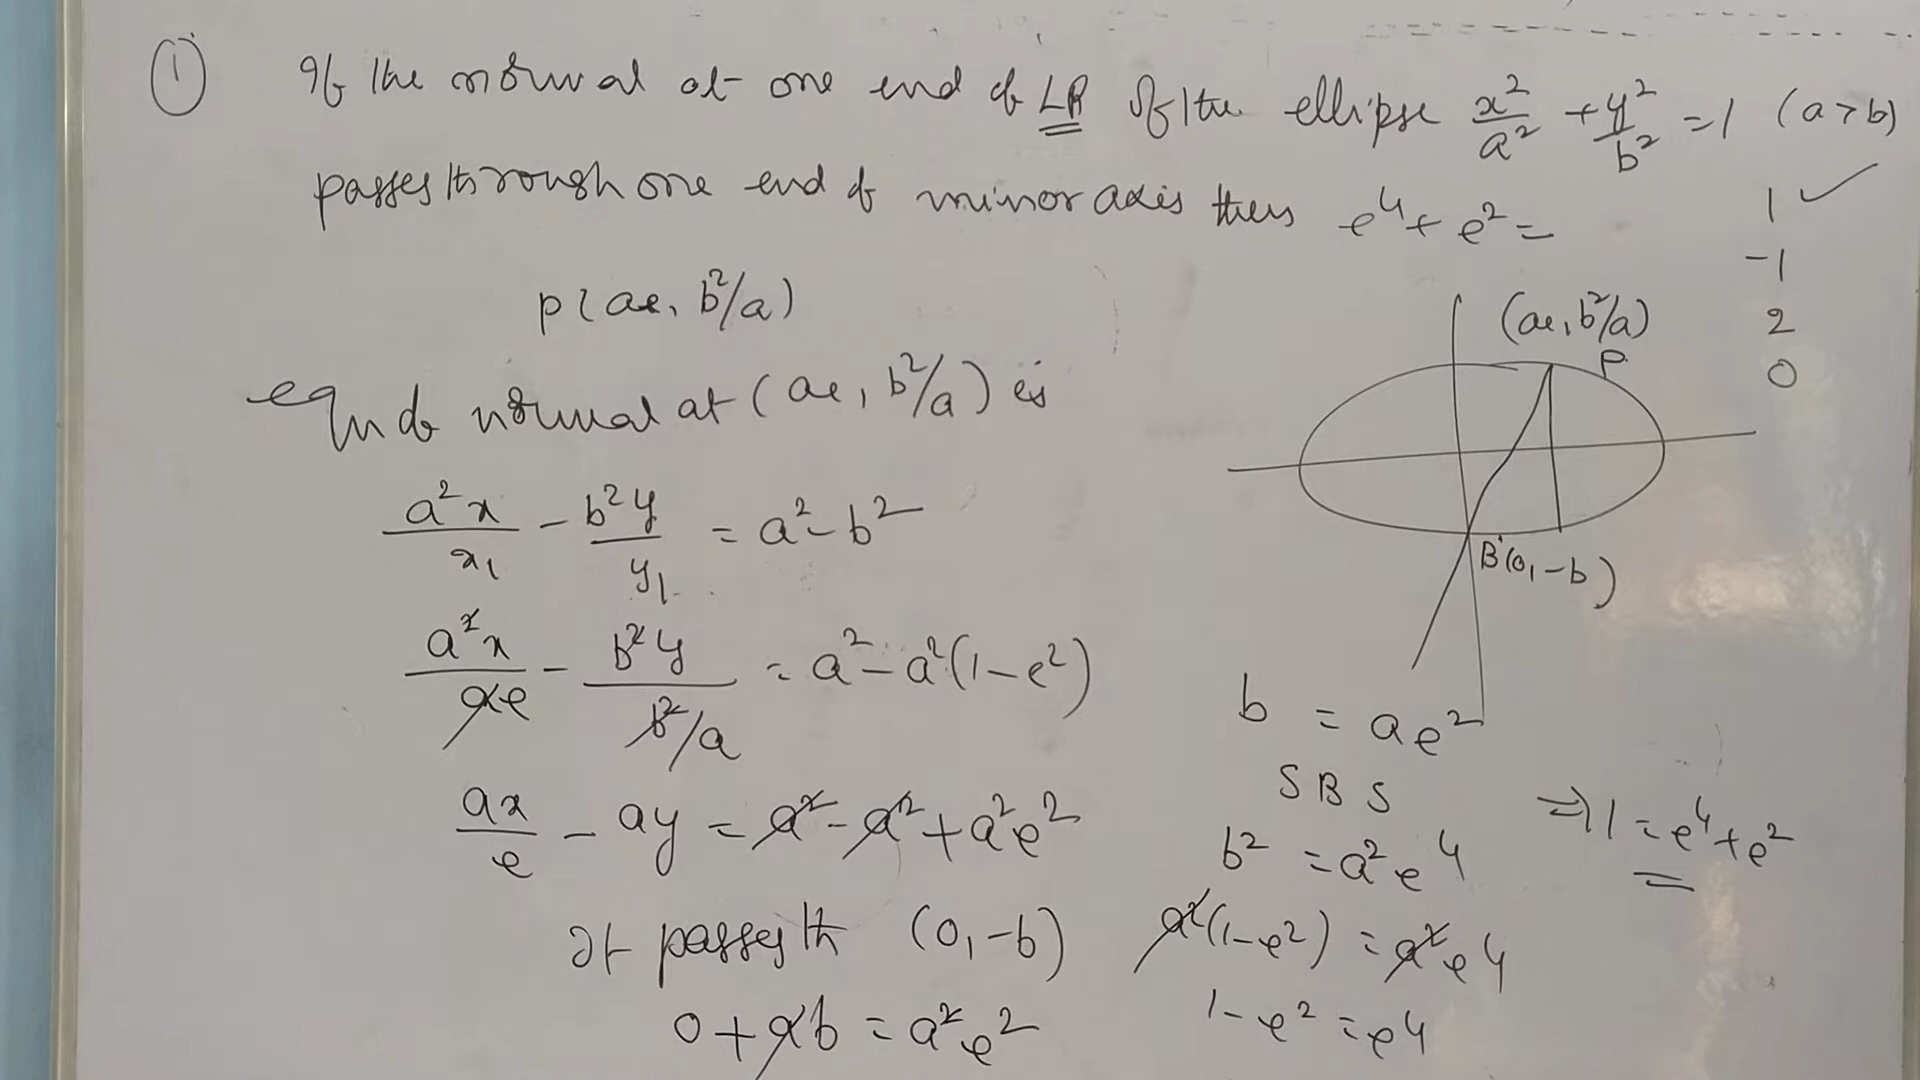 ① If the normal at one end of LR of the ellipse x²/a² + y²/b² = 1 (a > b)
passes through one end of minor axis then e⁴ + e² =
1 ✓
-1
2
0
P(ae, b²/a)
eqn of normal at (ae, b²/a) is
a²x/x₁ - b²y/y₁ = a² - b²
a²x/ae - b²y/b²/a = a² - a²(1-e²)
ax/e - ay = a² - a² + a²e²
It passes th (0, -b)
0 + ab = a²e²
(ae, b²/a)
P
B'(0, -b)
b = ae²
S B S
b² = a²e⁴
a²(1-e²) = a²e⁴
1 - e² = e⁴
⇒ 1 = e⁴ + e²